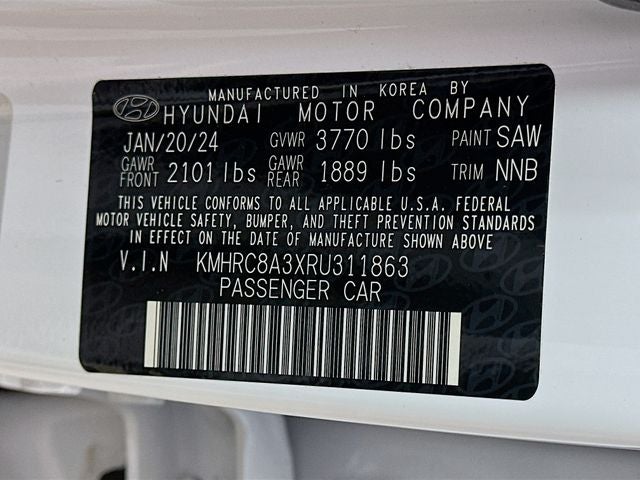 MANUFACTURED IN KOREA BY
HYUNDAI MOTOR COMPANY
JAN/20/24 GVWR 3770 lbs PAINT SAW
GAWR FRONT 2101 lbs GAWR REAR 1889 lbs TRIM NNB
THIS VEHICLE CONFORMS TO ALL APPLICABLE U.S.A. FEDERAL
MOTOR VEHICLE SAFETY, BUMPER, AND THEFT PREVENTION STANDARDS
IN EFFECT ON THE DATE OF MANUFACTURE SHOWN ABOVE
V.I.N KMHRC8A3XRU311863
PASSENGER CAR